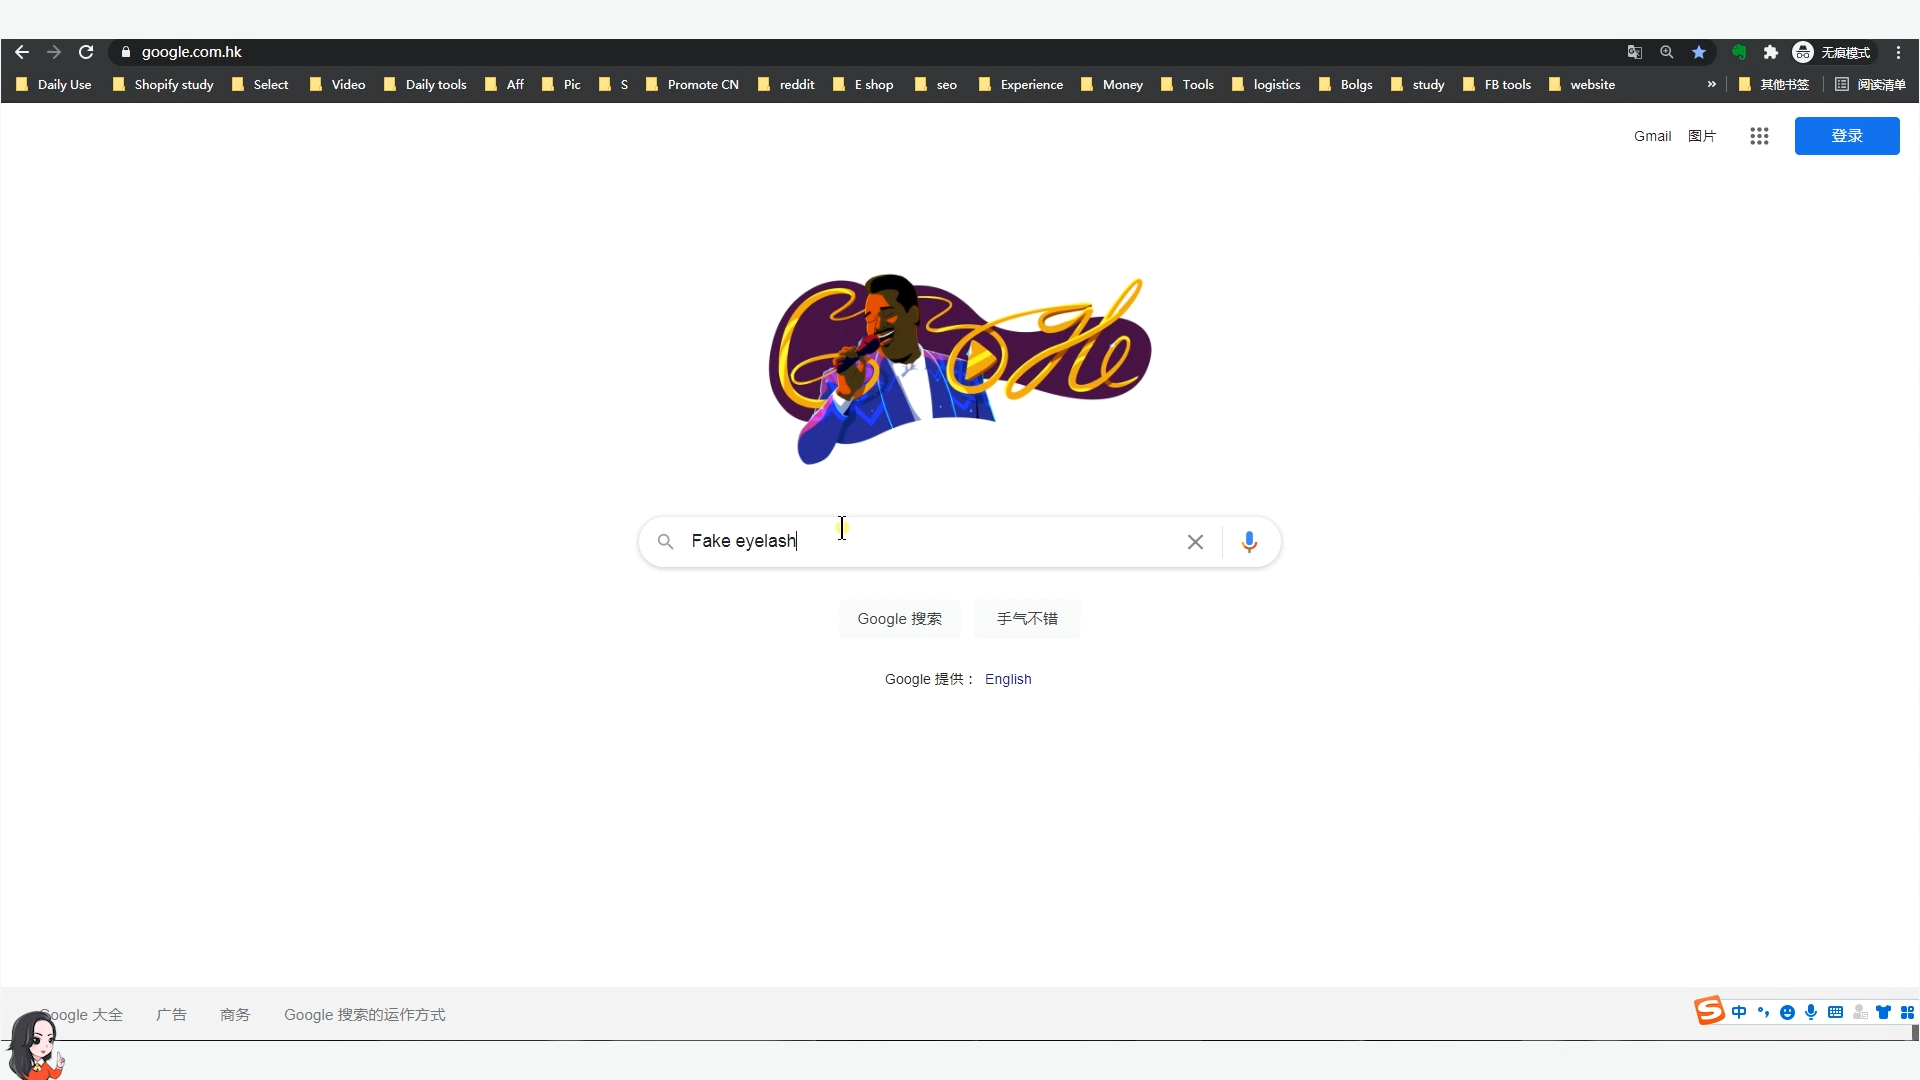 google.com.hk
无痕模式
Daily Use Shopify study Select Video Daily tools Aff Pic S Promote CN reddit E shop seo Experience Money Tools logistics Bolgs study FB tools website » 其他书签 阅读清单
Gmail 图片 登录
Fake eyelash
Google 搜索 手气不错
Google 提供： English
Google 大全 广告 商务 Google 搜索的运作方式
S 中